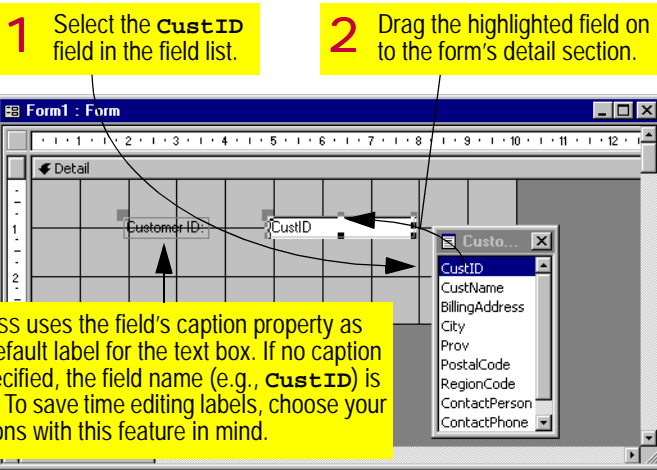 1 Select the CustID
field in the field list.
2 Drag the highlighted field on
to the form's detail section.
Form1 : Form
1 2 3 4 5 6 7 8 9 10 11 12
Detail
1
2
Customer ID:
CustID
Custo...
CustID
CustName
BillingAddress
City
Prov
PostalCode
RegionCode
ContactPerson
ContactPhone
ss uses the field's caption property as
efault label for the text box. If no caption
ecified, the field name (e.g., CustID) is
To save time editing labels, choose your
ons with this feature in mind.